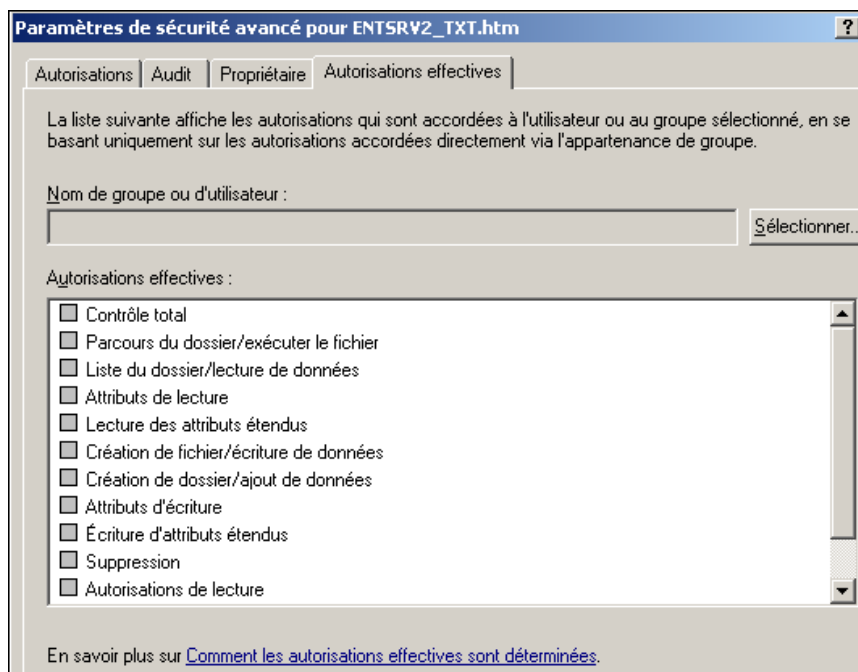 Paramètres de sécurité avancé pour ENTSRV2_TXT.htm
?
Autorisations Audit Propriétaire Autorisations effectives
La liste suivante affiche les autorisations qui sont accordées à l'utilisateur ou au groupe sélectionné, en se
basant uniquement sur les autorisations accordées directement via l'appartenance de groupe.
Nom de groupe ou d'utilisateur :
Sélectionner..
Autorisations effectives :
Contrôle total
Parcours du dossier/exécuter le fichier
Liste du dossier/lecture de données
Attributs de lecture
Lecture des attributs étendus
Création de fichier/écriture de données
Création de dossier/ajout de données
Attributs d'écriture
Écriture d'attributs étendus
Suppression
Autorisations de lecture
En savoir plus sur Comment les autorisations effectives sont déterminées.